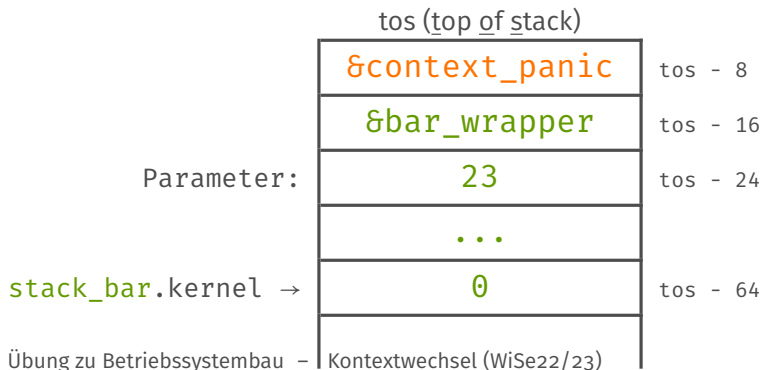 tos (top of stack)
&context_panic tos - 8
&bar_wrapper tos - 16
Parameter: 23 tos - 24
...
stack_bar.kernel → 0 tos - 64
Übung zu Betriebssystembau – Kontextwechsel (WiSe22/23)